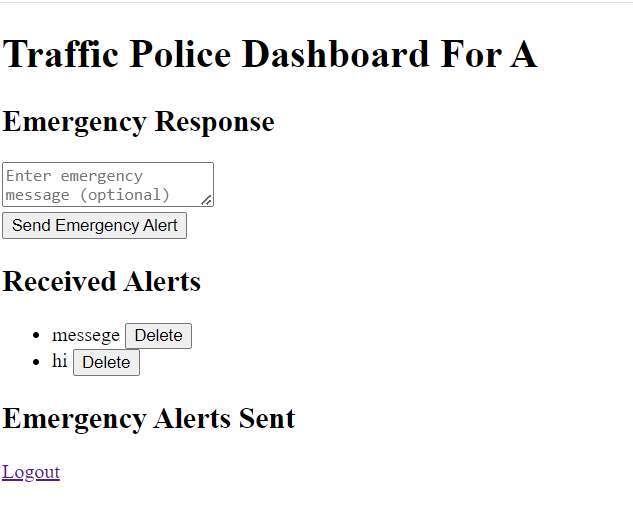 Traffic Police Dashboard For A
Emergency Response
Enter emergency
message (optional)
Send Emergency Alert
Received Alerts
messege Delete
hi Delete
Emergency Alerts Sent
Logout